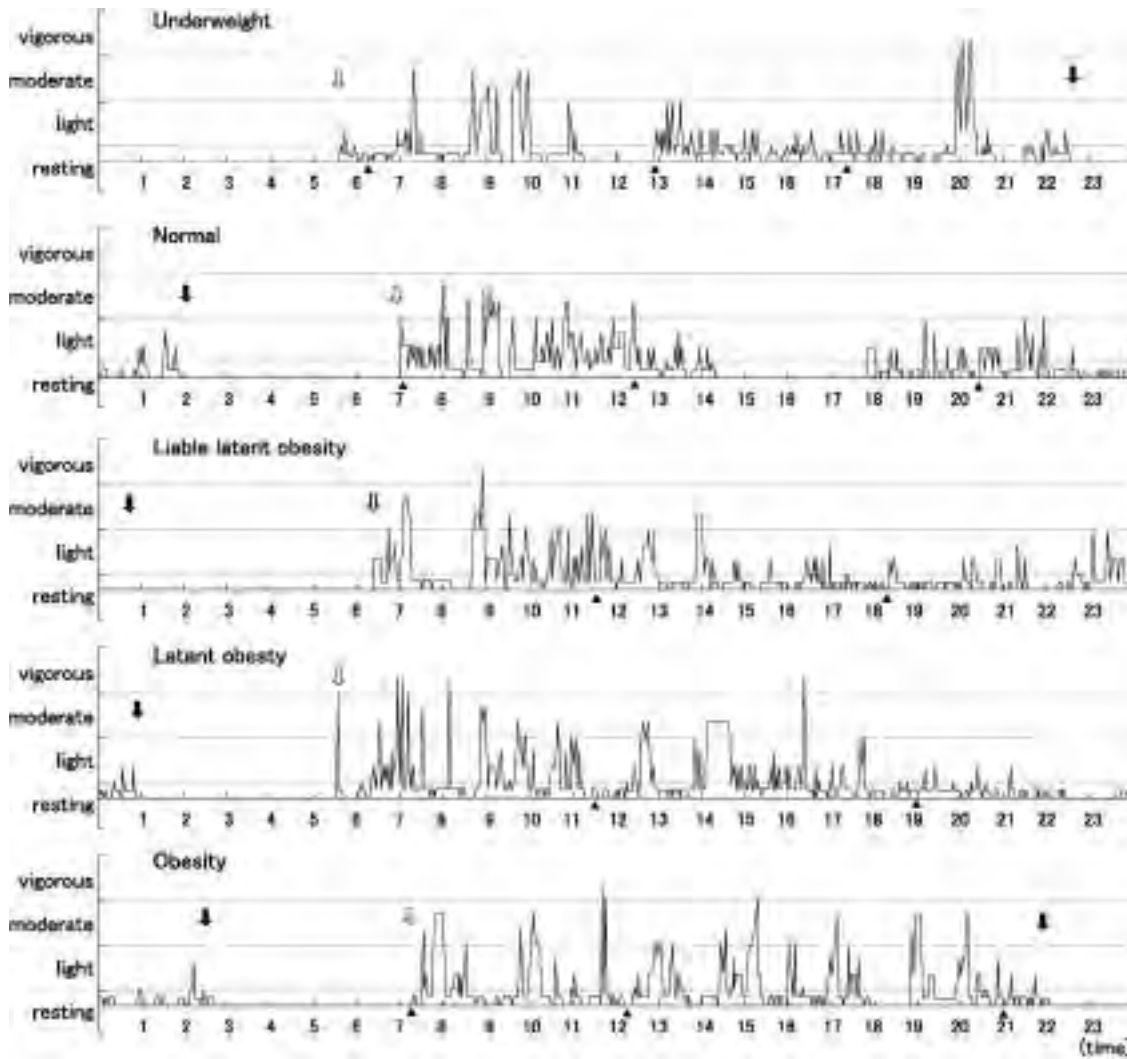 Underweight
vigorous
moderate
light
resting
1 2 3 4 5 6 7 8 9 10 11 12 13 14 15 16 17 18 19 20 21 22 23
Normal
vigorous
moderate
light
resting
1 2 3 4 5 6 7 8 9 10 11 12 13 14 15 16 17 18 19 20 21 22 23
Liable latent obesity
vigorous
moderate
light
resting
1 2 3 4 5 6 7 8 9 10 11 12 13 14 15 16 17 18 19 20 21 22 23
Latent obesty
vigorous
moderate
light
resting
1 2 3 4 5 6 7 8 9 10 11 12 13 14 15 16 17 18 19 20 21 22 23
Obesity
vigorous
moderate
light
resting
1 2 3 4 5 6 7 8 9 10 11 12 13 14 15 16 17 18 19 20 21 22 23
(time)